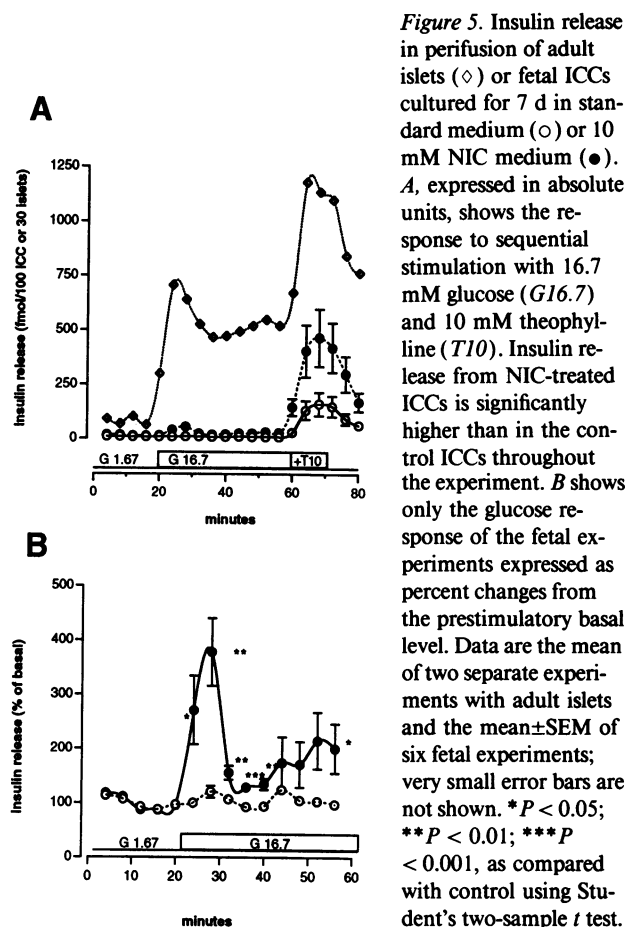 A
1250
1000
750
500
250
0
Insulin release (fmol/100 ICC or 30 islets)
G 1.67
G 16.7
+T10
0 20 40 60 80
minutes
B
500
400
300
200
100
0
Insulin release (% of basal)
*
**
**
***
**
*
G 1.67
G 16.7
0 10 20 30 40 50 60
minutes
Figure 5. Insulin release
in perifusion of adult
islets (◇) or fetal ICCs
cultured for 7 d in stan-
dard medium (○) or 10
mM NIC medium (●).
A, expressed in absolute
units, shows the re-
sponse to sequential
stimulation with 16.7
mM glucose (G16.7)
and 10 mM theophyl-
line (T10). Insulin re-
lease from NIC-treated
ICCs is significantly
higher than in the con-
trol ICCs throughout
the experiment. B shows
only the glucose re-
sponse of the fetal ex-
periments expressed as
percent changes from
the prestimulatory basal
level. Data are the mean
of two separate experi-
ments with adult islets
and the mean±SEM of
six fetal experiments;
very small error bars are
not shown. *P < 0.05;
**P < 0.01; ***P
< 0.001, as compared
with control using Stu-
dent's two-sample t test.